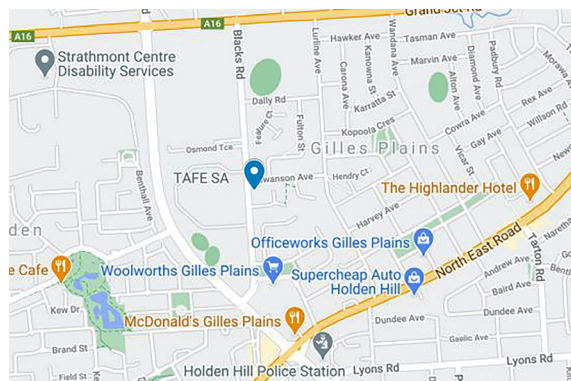 A16
A16
Grand Jct Rd
Strathmont Centre
Disability Services
Blacks Rd
Lurline Ave
Hawker Ave
Carona Ave
Kanowna St
Wandana Ave
Tasman Ave
Marvin Ave
Alton Ave
Diamond Ave
Padbury Rd
Dally Rd
Karratta St
Rex Ave
Feature Ct
Fulton St
Kopoola Cres
Cowra Ave
Willson Rd
Gay Ave
Osmond Tce
Gilles Plains
Vicar St
TAFE SA
Hendry Ct
Benthall Ave
The Highlander Hotel
Harvey Ave
Officeworks Gilles Plains
North East Road
Tarton Rd
e Cafe
Woolworths Gilles Plains
Supercheap Auto
Holden Hill
Andrew Ave
Baird Ave
Kew Dr
McDonald's Gilles Plains
Dundee Ave
Dundee Ave
Brand St
Gaelic Ave
Holden Hill Police Station
Lyons Rd
Lyons Rd
Field St